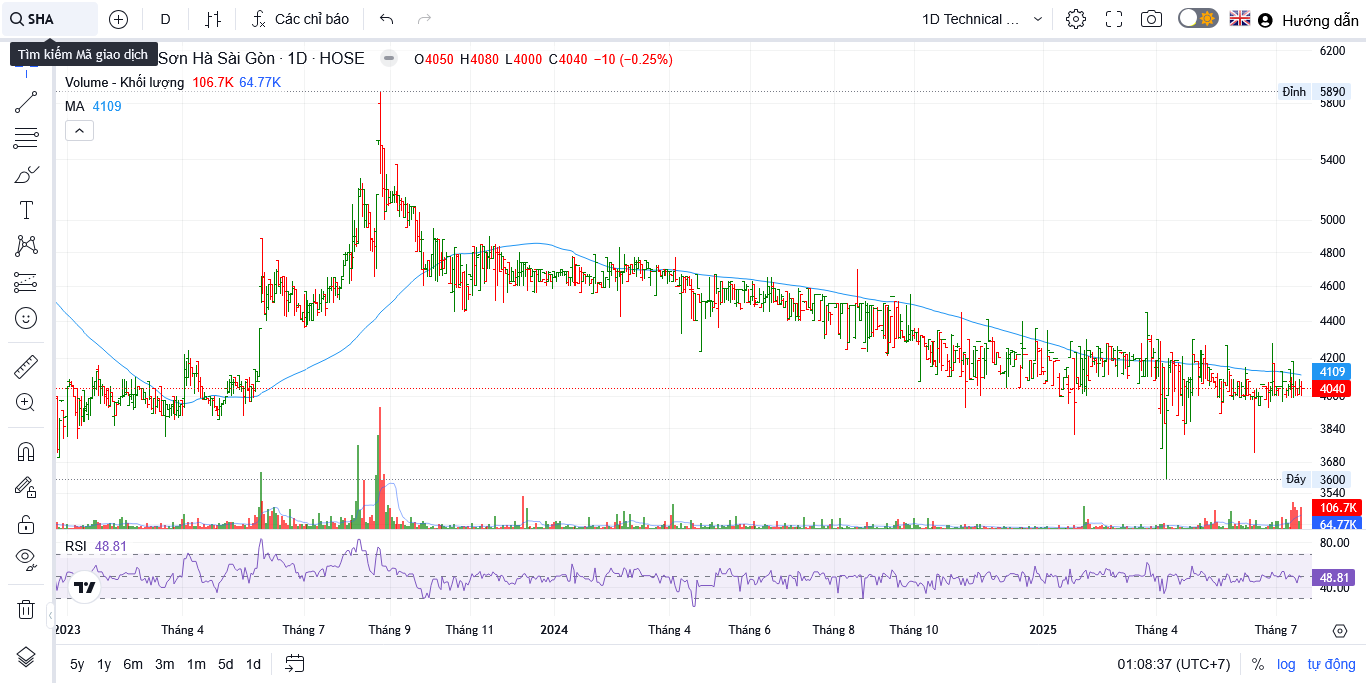 SHA
D
Các chỉ báo
1D Technical ...
Hướng dẫn
Tìm kiếm Mã giao dịch
Sơn Hà Sài Gòn · 1D · HOSE
O4050 H4080 L4000 C4040 −10 (−0.25%)
Volume - Khối lượng 106.7K 64.77K
MA 4109
6200
Đỉnh 5890
5800
5400
5000
4800
4600
4400
4200
4109
4040
4000
3840
3680
Đáy 3600
3540
106.7K
64.77K
RSI 48.81
80.00
48.81
40.00
2023 Tháng 4 Tháng 7 Tháng 9 Tháng 11 2024 Tháng 4 Tháng 6 Tháng 8 Tháng 10 2025 Tháng 4 Tháng 7
5y 1y 6m 3m 1m 5d 1d
01:08:37 (UTC+7) % log tự động